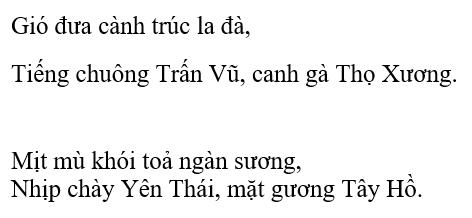 Gió đưa cành trúc la đà,
Tiếng chuông Trấn Vũ, canh gà Thọ Xương.
Mịt mù khói toả ngàn sương,
Nhịp chày Yên Thái, mặt gương Tây Hồ.